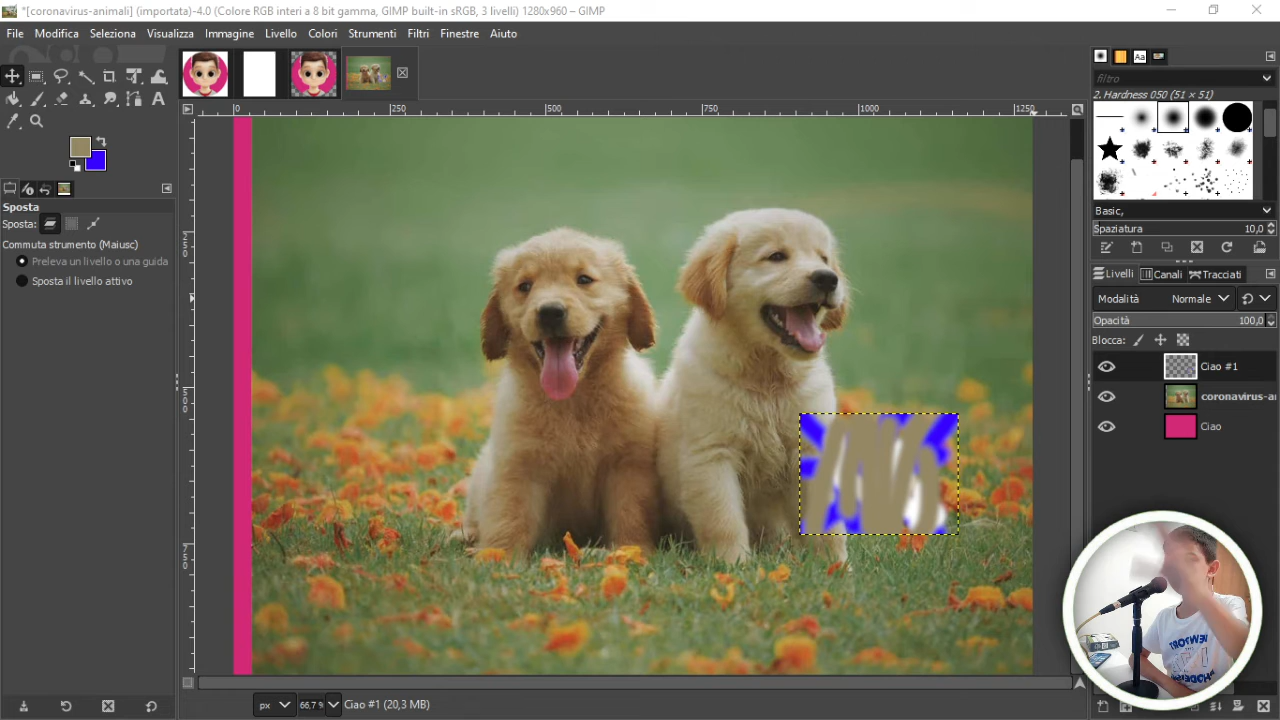 *[coronavirus-animali] (importata)-4.0 (Colore RGB interi a 8 bit gamma, GIMP built-in sRGB, 3 livelli) 1280x960 – GIMP
File Modifica Seleziona Visualizza Immagine Livello Colori Strumenti Filtri Finestre Aiuto
filtro
2. Hardness 050 (51 × 51)
0 250 500 750 1000 1250
250
500
750
Sposta
Sposta:
Commuta strumento (Maiusc)
Preleva un livello o una guida
Sposta il livello attivo
Basic,
Spaziatura 10,0
Livelli Canali Tracciati
Modalità Normale
Opacità 100,0
Blocca:
Ciao #1
coronavirus-an
Ciao
px 66,7 % Ciao #1 (20,3 MB)